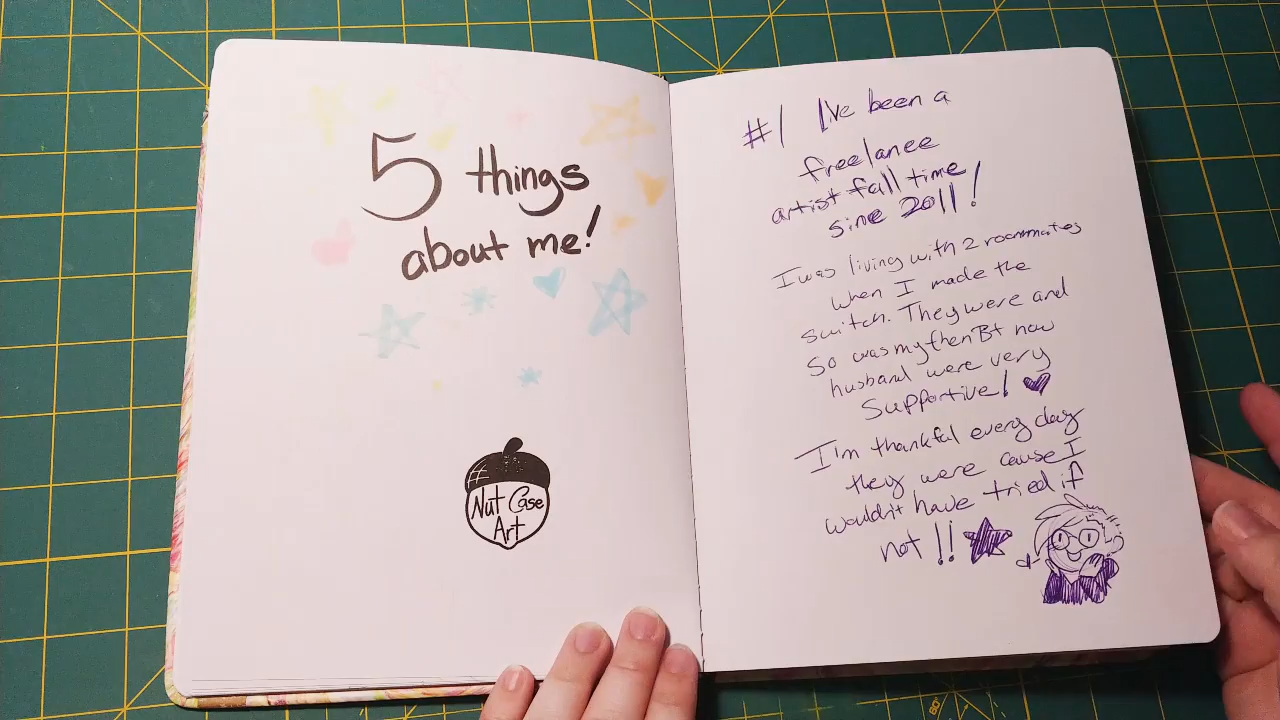 5 things
about me!
Nut Case
Art
#1 I've been a
freelance
artist full time
since 2011!
I was living with 2 roommates
when I made the
switch. They were and
so was my then Bf now
husband were very
supportive!
I'm thankful every day
they were cause I
wouldn't have tried if
not!!